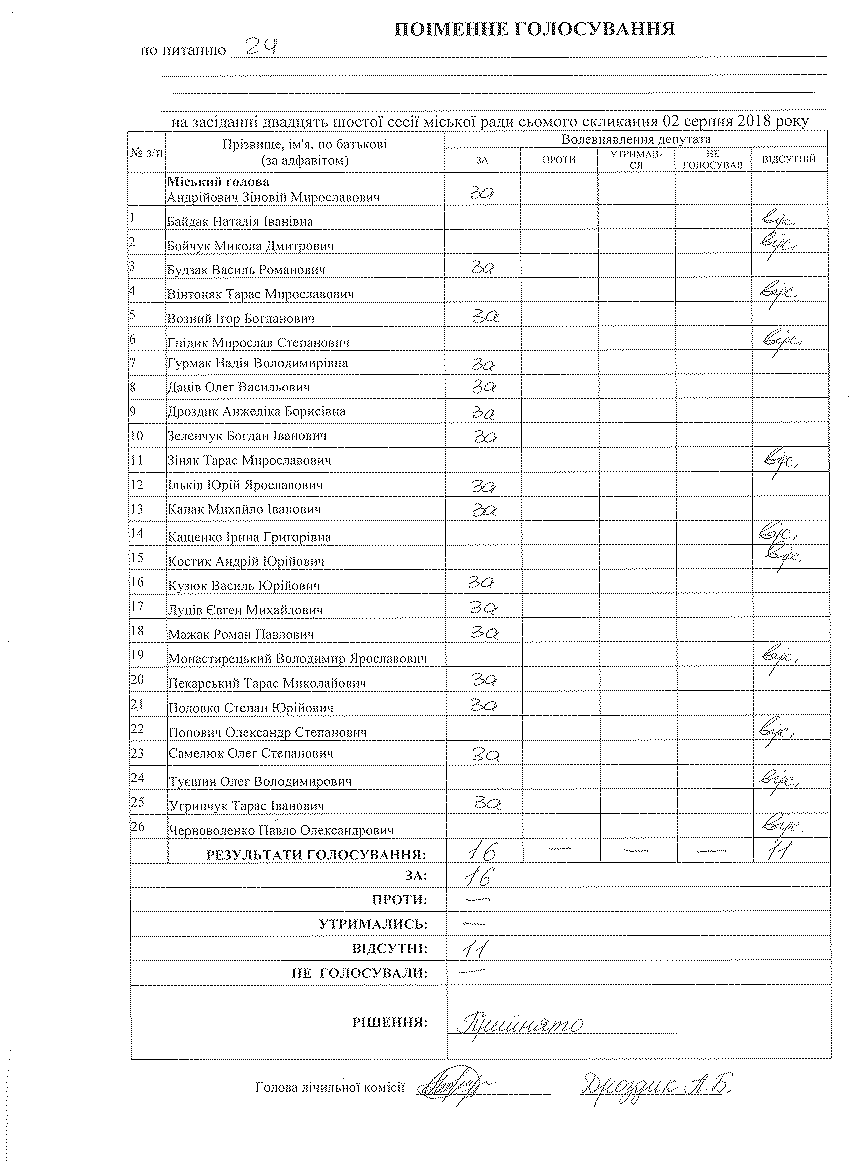 ПОІМЕННЕ ГОЛОСУВАННЯ
по питанню 24
на засіданні двадцять шостої сесії міської ради сьомого скликання 02 серпня 2018 року
№ з/п Прізвище, ім'я, по батькові (за алфавітом) Волевиявлення депутата
ЗА ПРОТИ УТРИМАВ-СЯ НЕ ГОЛОСУВАВ ВІДСУТНІЙ
Міський голова
Андрійович Зіновій Мирославович за
1 Байдак Наталія Іванівна відс.
2 Бойчук Микола Дмитрович відс.
3 Будзак Василь Романович за
4 Вінтоняк Тарас Мирославович відс.
5 Возний Ігор Богданович за
6 Гнідик Мирослав Степанович відс.
7 Гурмак Надія Володимирівна за
8 Даців Олег Васильович за
9 Дроздик Анжеліка Борисівна за
10 Зеленчук Богдан Іванович за
11 Зіняк Тарас Мирославович відс.
12 Ільків Юрій Ярославович за
13 Капак Михайло Іванович за
14 Кащенко Ірина Григорівна відс.
15 Костик Андрій Юрійович відс.
16 Кузюк Василь Юрійович за
17 Луців Євген Михайлович за
18 Мажак Роман Павлович за
19 Монастирецький Володимир Ярославович відс.
20 Пекарський Тарас Миколайович за
21 Половко Степан Юрійович за
22 Попович Олександр Степанович відс.
23 Самелюк Олег Степанович за
24 Туєшин Олег Володимирович відс.
25 Угринчук Тарас Іванович за
26 Черноволенко Павло Олександрович відс.
РЕЗУЛЬТАТИ ГОЛОСУВАННЯ: 16 — — — 11
ЗА: 16
ПРОТИ: —
УТРИМАЛИСЬ: —
ВІДСУТНІ: 11
НЕ ГОЛОСУВАЛИ: —
РІШЕННЯ: Прийнято
Голова лічильної комісії Дроздик А.Б.